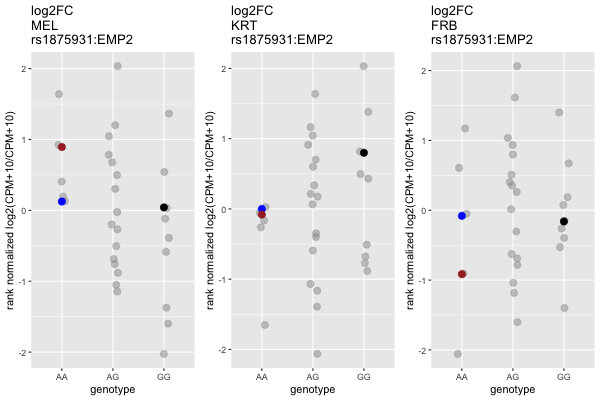 log2FC
MEL
rs1875931:EMP2
rank normalized log2(CPM+10/CPM+10)
2
1
0
-1
-2
AA
AG
GG
genotype
log2FC
KRT
rs1875931:EMP2
rank normalized log2(CPM+10/CPM+10)
2
1
0
-1
-2
AA
AG
GG
genotype
log2FC
FRB
rs1875931:EMP2
rank normalized log2(CPM+10/CPM+10)
2
1
0
-1
-2
AA
AG
GG
genotype